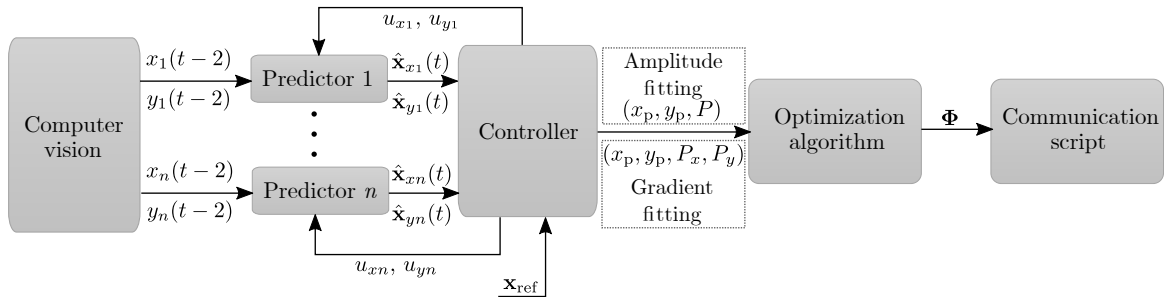 u_{x1}, u_{y1}
Computer
vision
x_1(t−2)
y_1(t−2)
Predictor 1
x̂_{x1}(t)
x̂_{y1}(t)
x_n(t−2)
y_n(t−2)
Predictor n
x̂_{xn}(t)
x̂_{yn}(t)
u_{xn}, u_{yn}
Controller
x_{ref}
Amplitude
fitting
(x_p, y_p, P)
(x_p, y_p, P_x, P_y)
Gradient
fitting
Optimization
algorithm
Φ
Communication
script